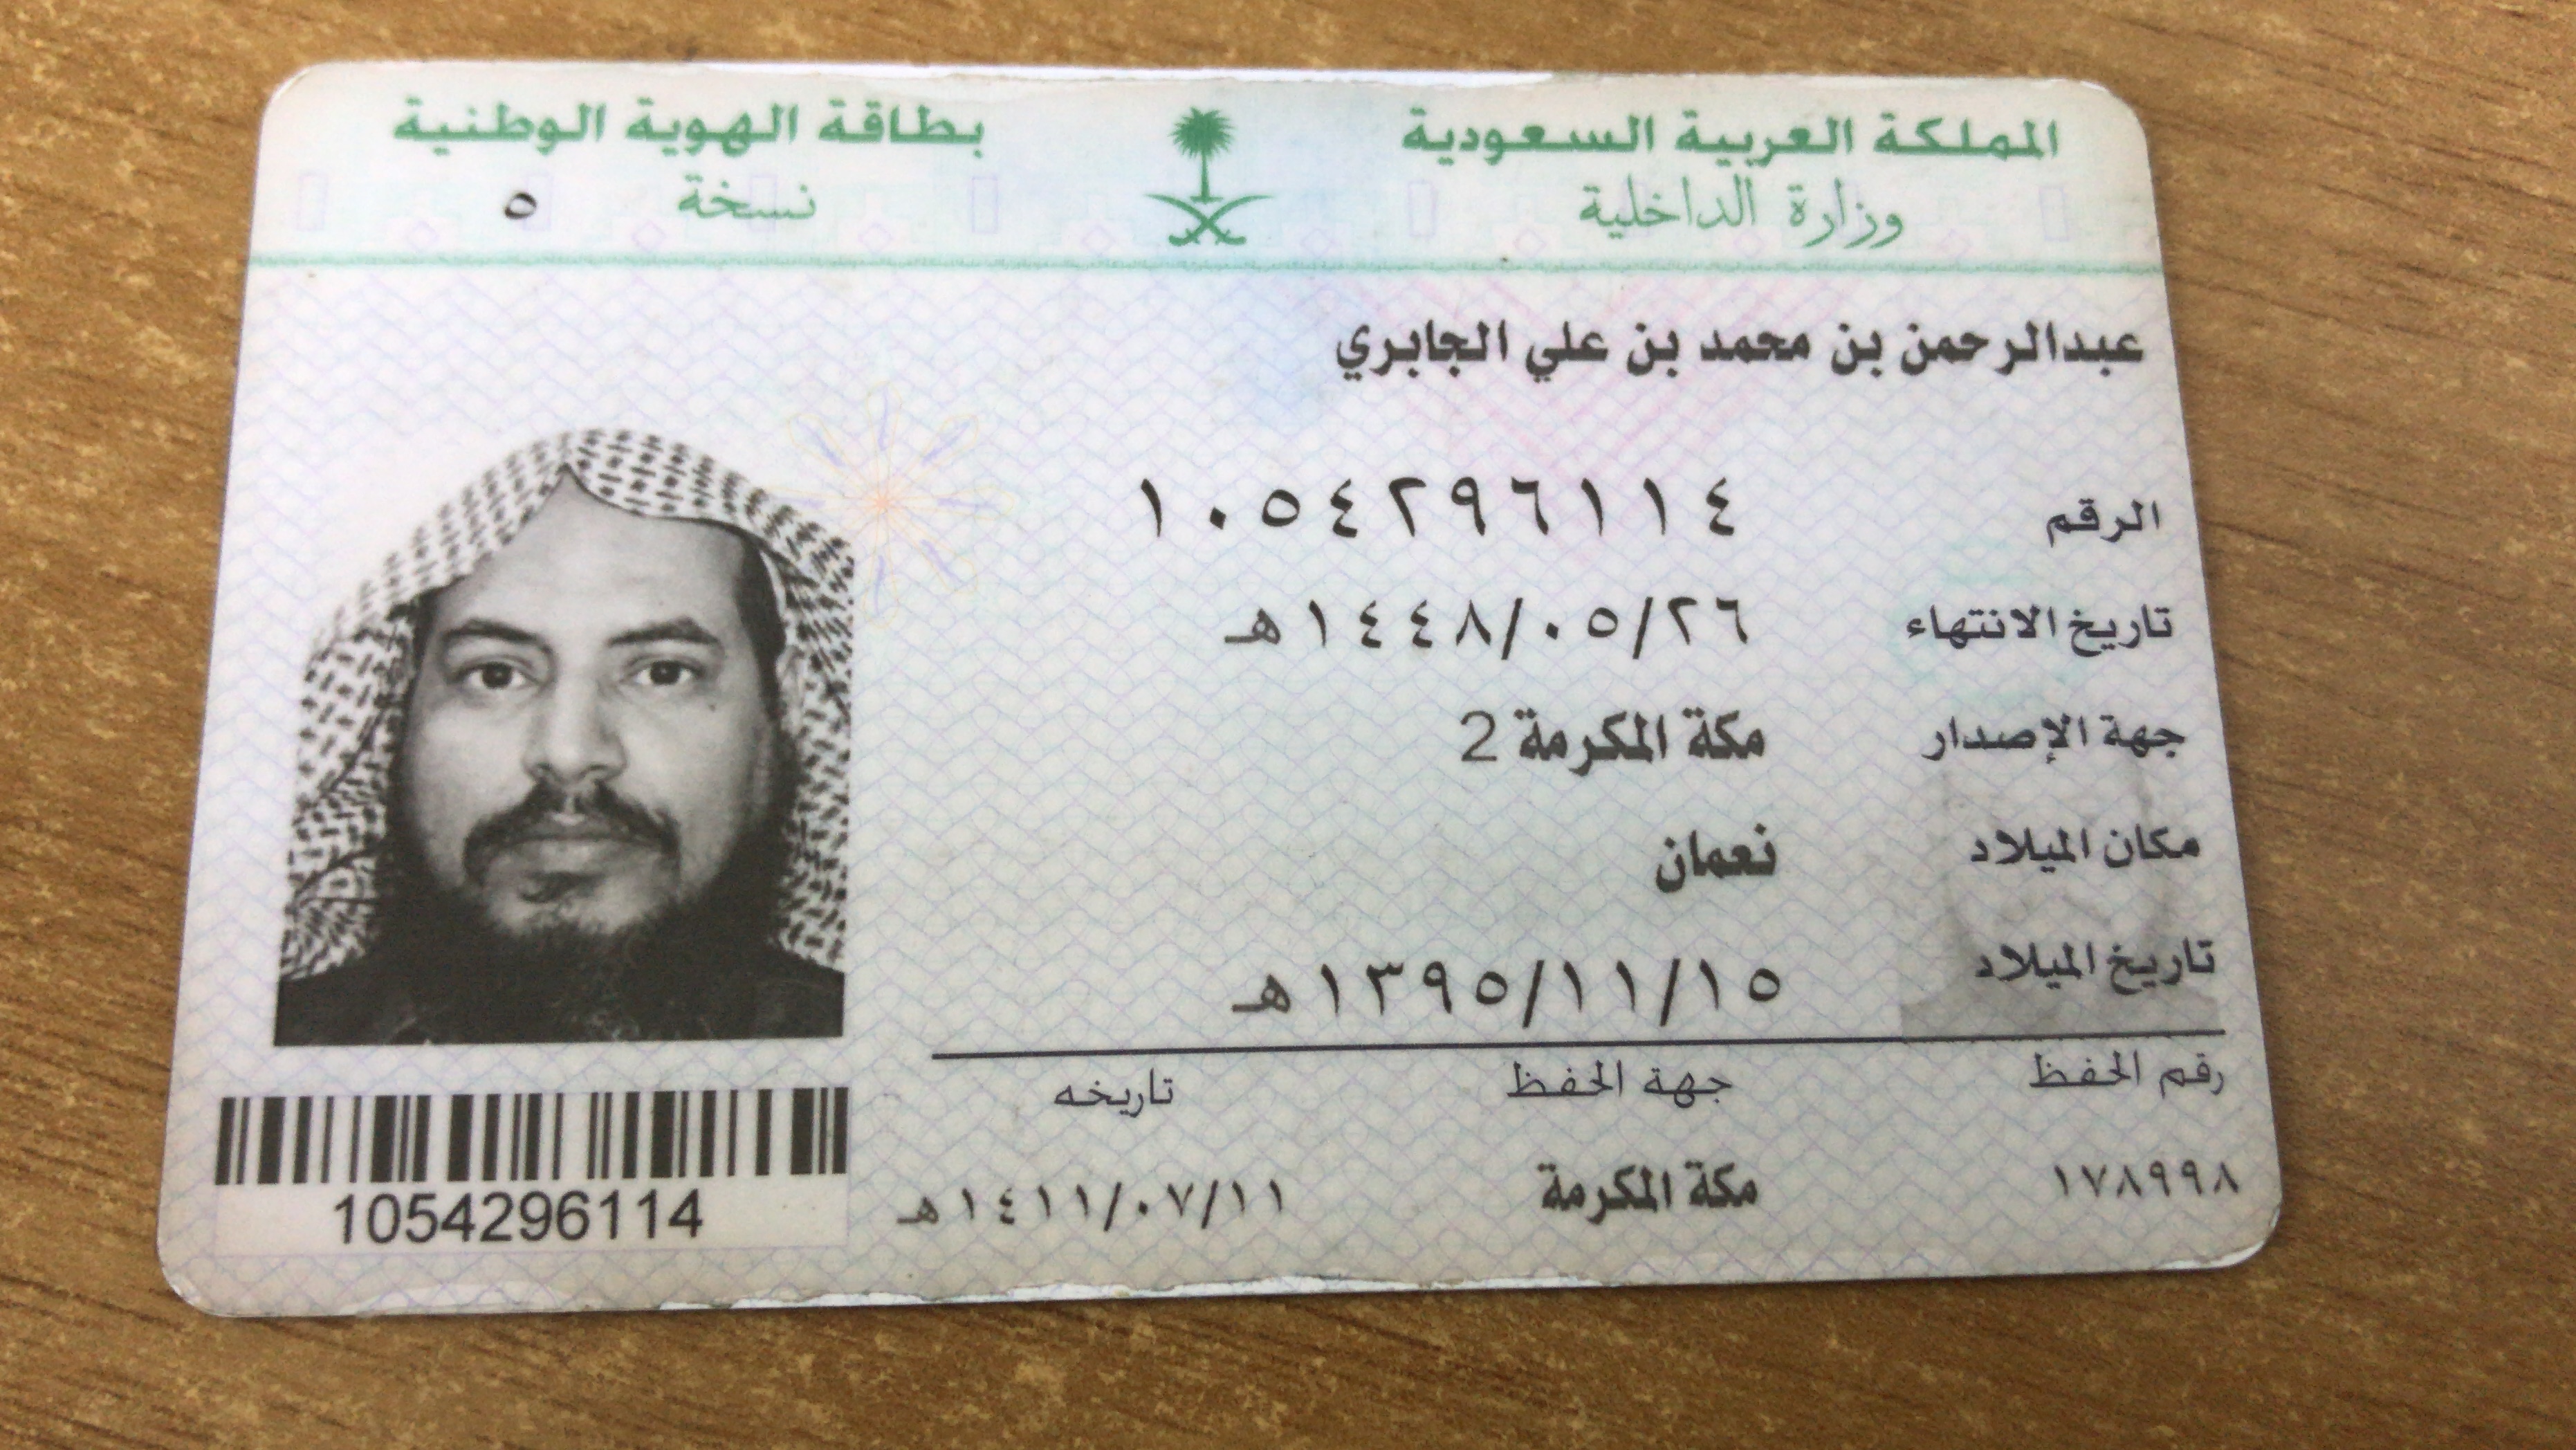 المملكة العربية السعودية
وزارة الداخلية
بطاقة الهوية الوطنية
نسخة ٥
عبدالرحمن بن محمد بن علي الجابري
الرقم ١٠٥٤٢٩٦١١٤
تاريخ الانتهاء ١٤٤٨/٠٥/٢٦هـ
جهة الإصدار مكة المكرمة 2
مكان الميلاد نعمان
تاريخ الميلاد ١٣٩٥/١١/١٥هـ
رقم الحفظ جهة الحفظ تاريخه
١٧٨٩٩٨ مكة المكرمة ١٤١١/٠٧/١١هـ
1054296114